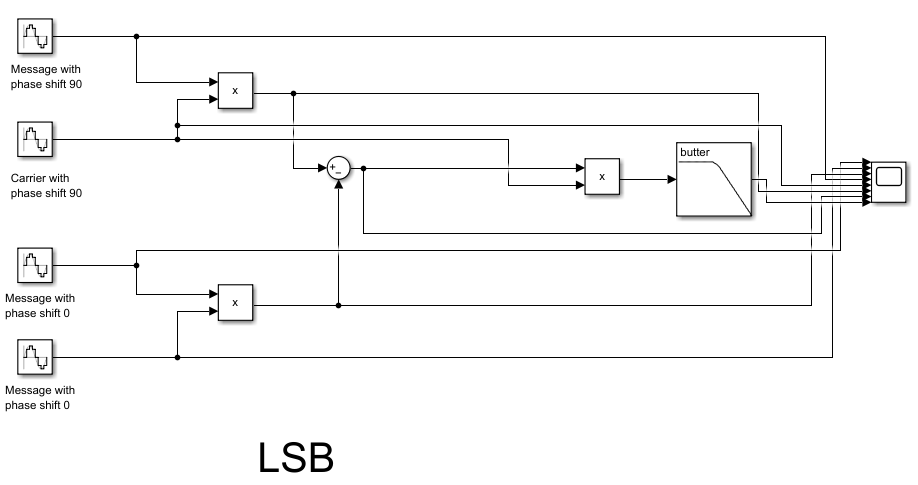 Message with
phase shift 90
x
Carrier with
phase shift 90
+
−
x
butter
Message with
phase shift 0
x
Message with
phase shift 0
LSB